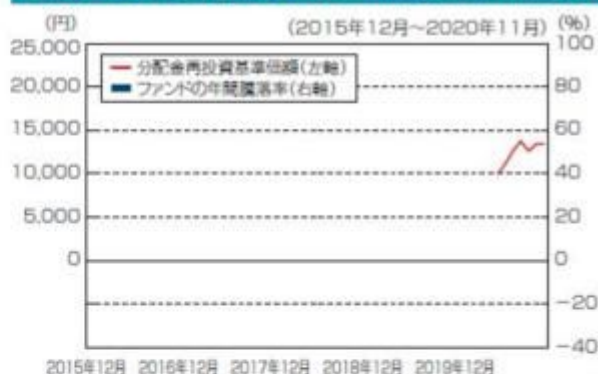 (円) (2015年12月～2020年11月) (%)
25,000 100
分配金再投資基準価額(左軸)
ファンドの年間騰落率(右軸)
20,000 80
15,000 60
10,000 40
5,000 20
0 0
-20
-40
2015年12月 2016年12月 2017年12月 2018年12月 2019年12月